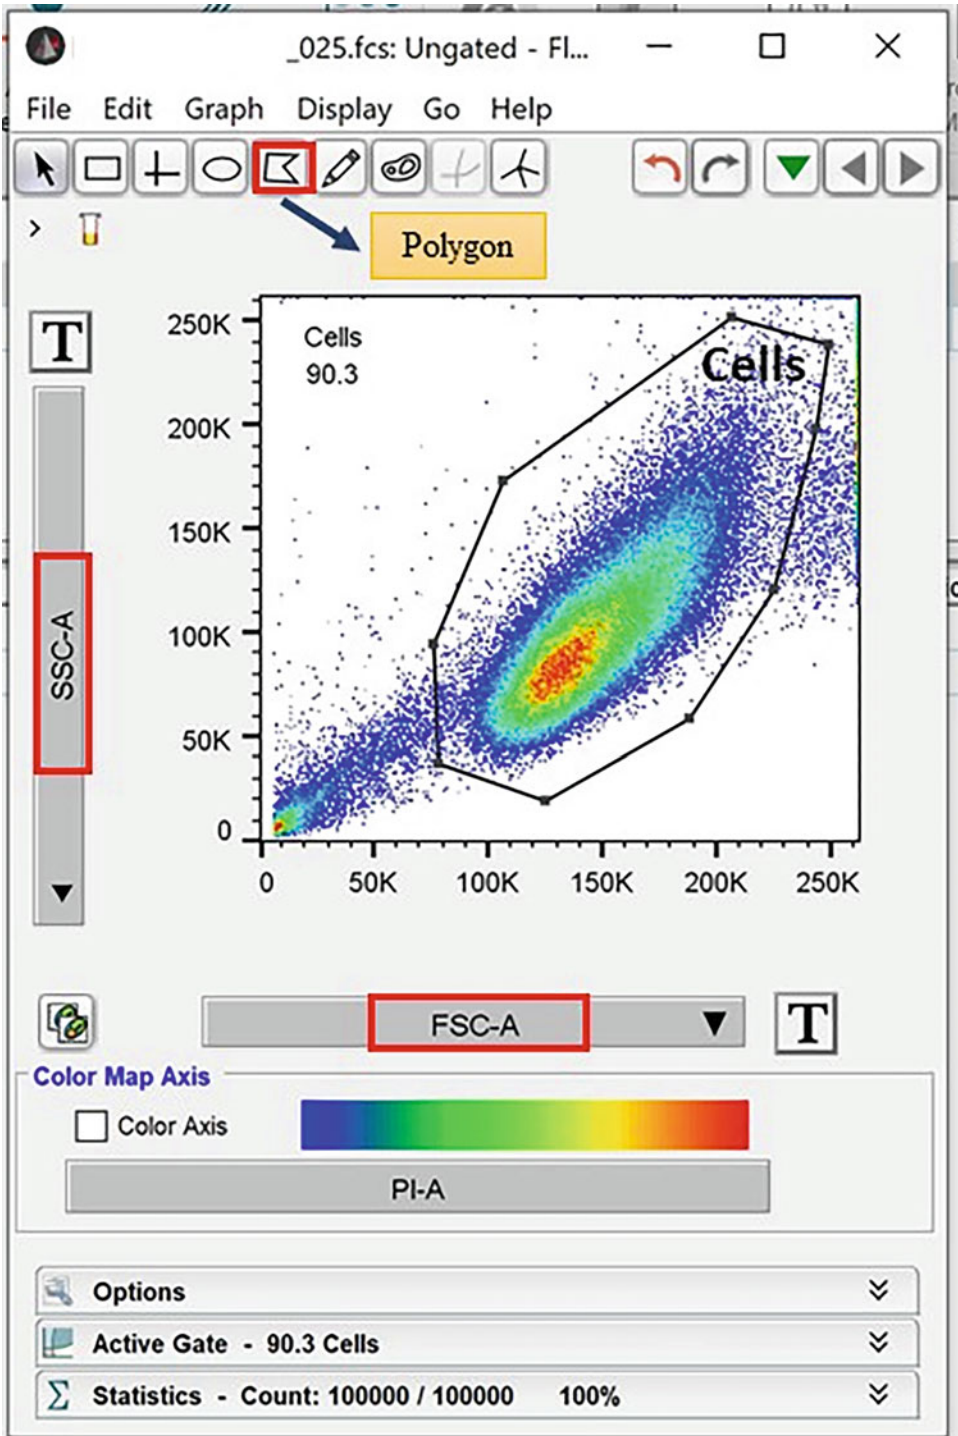 _025.fcs: Ungated - Fl...
File Edit Graph Display Go Help
Polygon
T
250K
200K
150K
100K
50K
0
Cells
90.3
Cells
SSC-A
0 50K 100K 150K 200K 250K
FSC-A
T
Color Map Axis
Color Axis
PI-A
Options
Active Gate - 90.3 Cells
Σ Statistics - Count: 100000 / 100000 100%